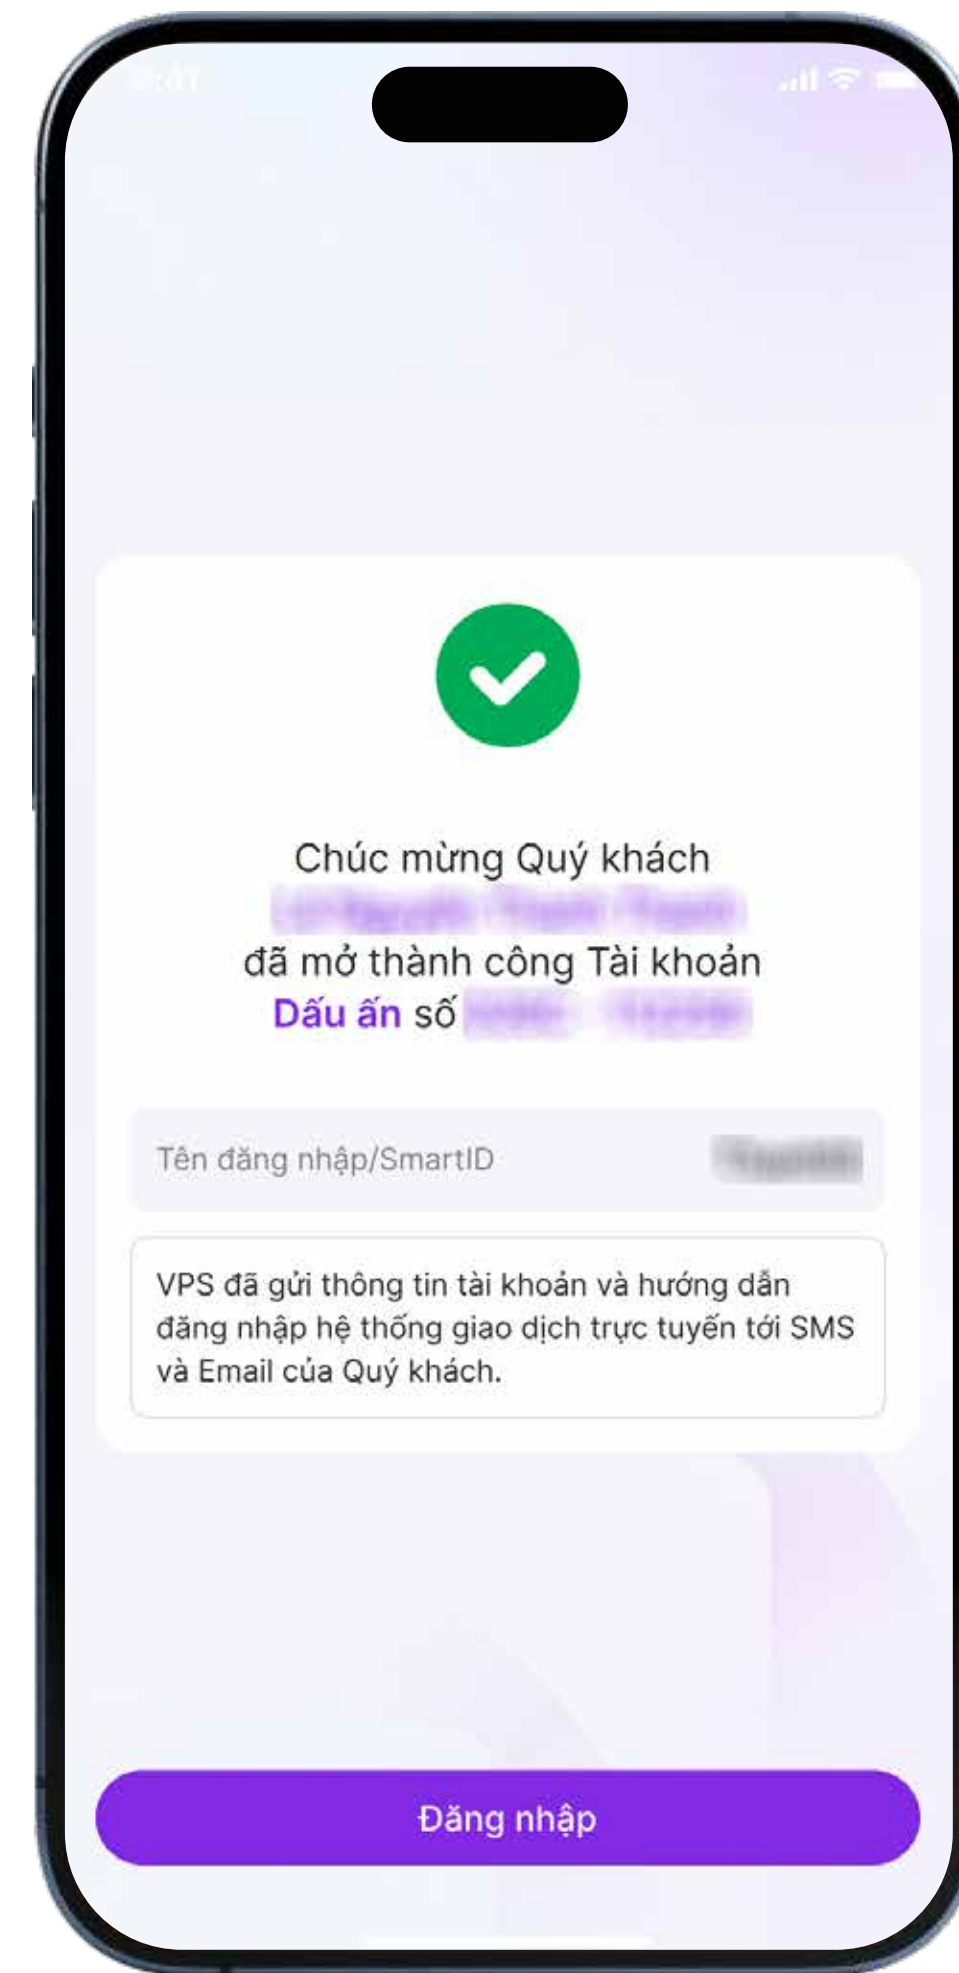 Chúc mừng Quý khách
đã mở thành công Tài khoản
Dấu ấn số
Tên đăng nhập/SmartID
VPS đã gửi thông tin tài khoản và hướng dẫn
đăng nhập hệ thống giao dịch trực tuyến tới SMS
và Email của Quý khách.
Đăng nhập